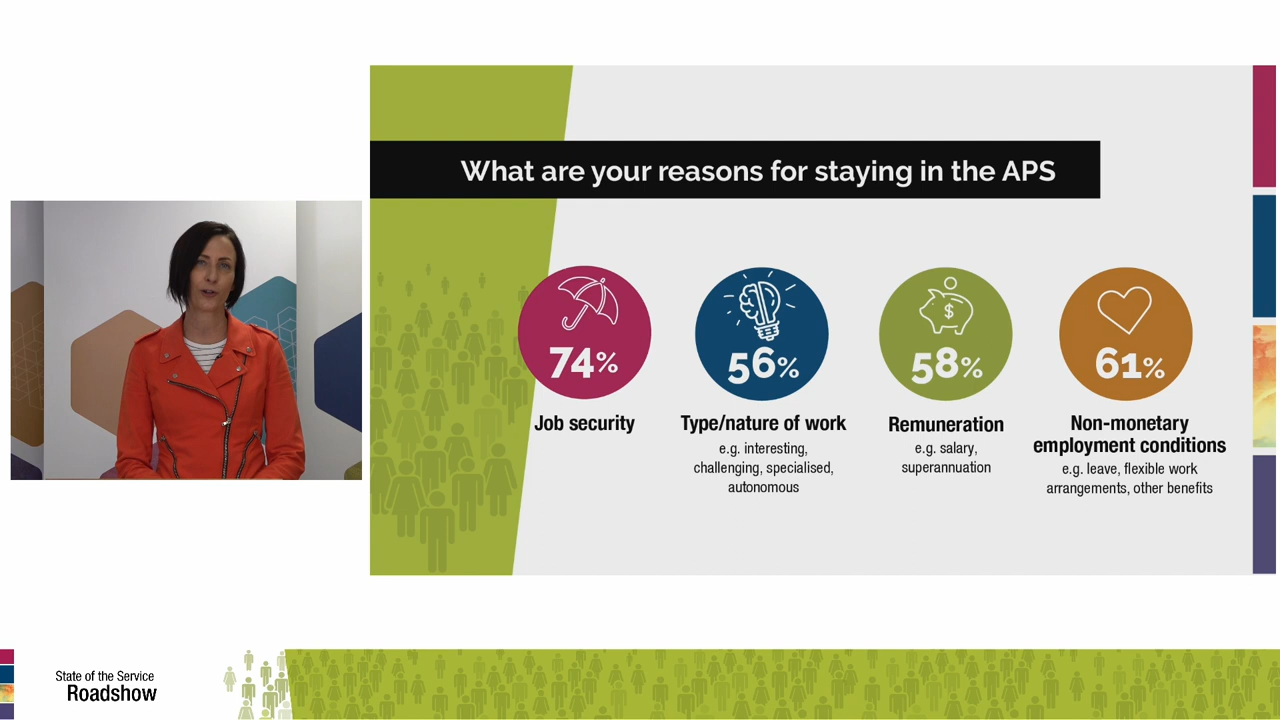 What are your reasons for staying in the APS
$
74%
56%
58%
61%
Job security
Type/nature of work
e.g. interesting,
challenging, specialised,
autonomous
Remuneration
e.g. salary,
superannuation
Non-monetary
employment conditions
e.g. leave, flexible work
arrangements, other benefits
State of the Service
Roadshow